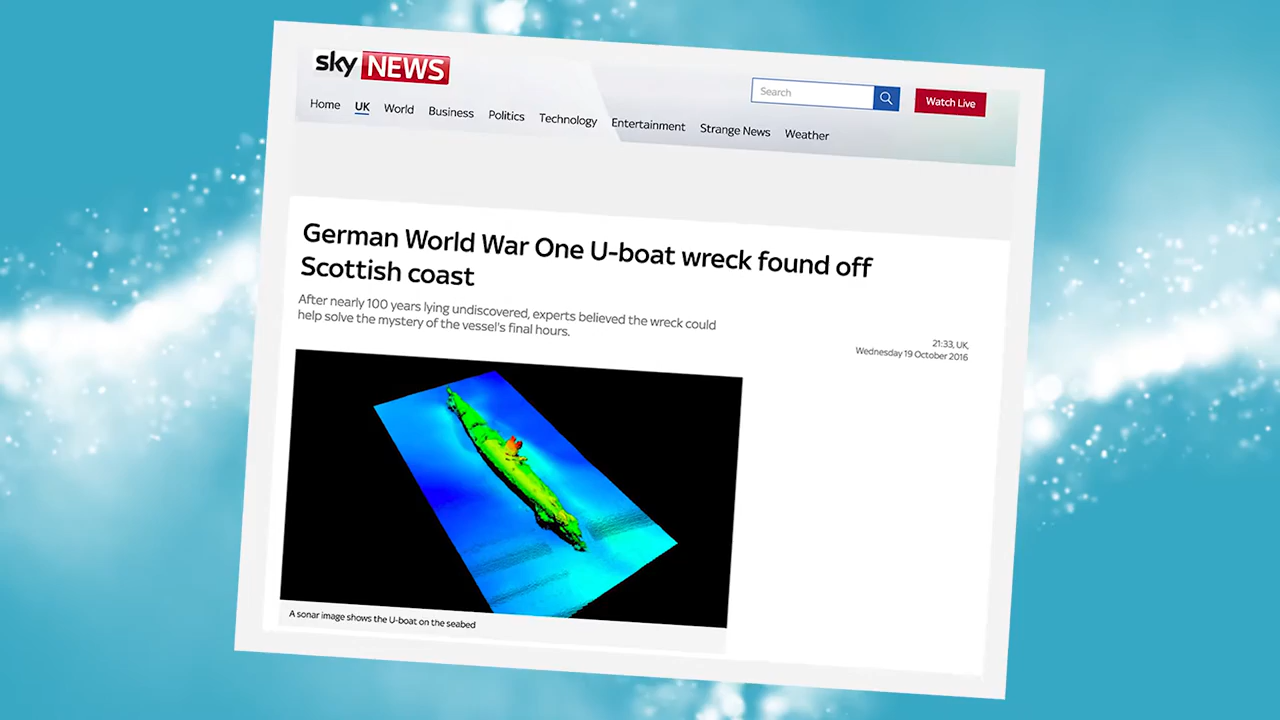 sky NEWS
Search
Watch Live
Home UK World Business Politics Technology Entertainment Strange News Weather
German World War One U-boat wreck found off
Scottish coast
After nearly 100 years lying undiscovered, experts believed the wreck could
help solve the mystery of the vessel's final hours.
21:33, UK,
Wednesday 19 October 2016
A sonar image shows the U-boat on the seabed